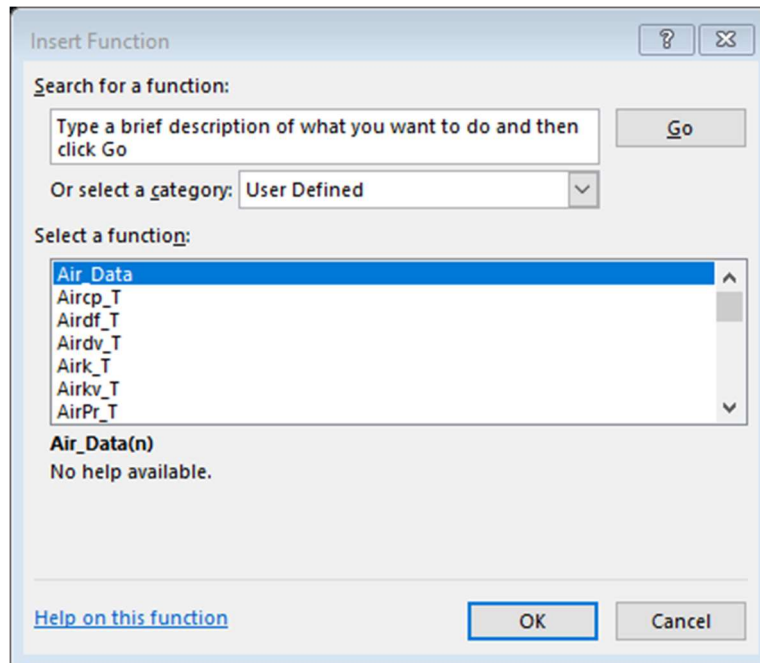 Insert Function
Search for a function:
Type a brief description of what you want to do and then
click Go
Go
Or select a category: User Defined
Select a function:
Air_Data
Aircp_T
Airdf_T
Airdv_T
Airk_T
Airkv_T
AirPr_T
Air_Data(n)
No help available.
Help on this function
OK
Cancel